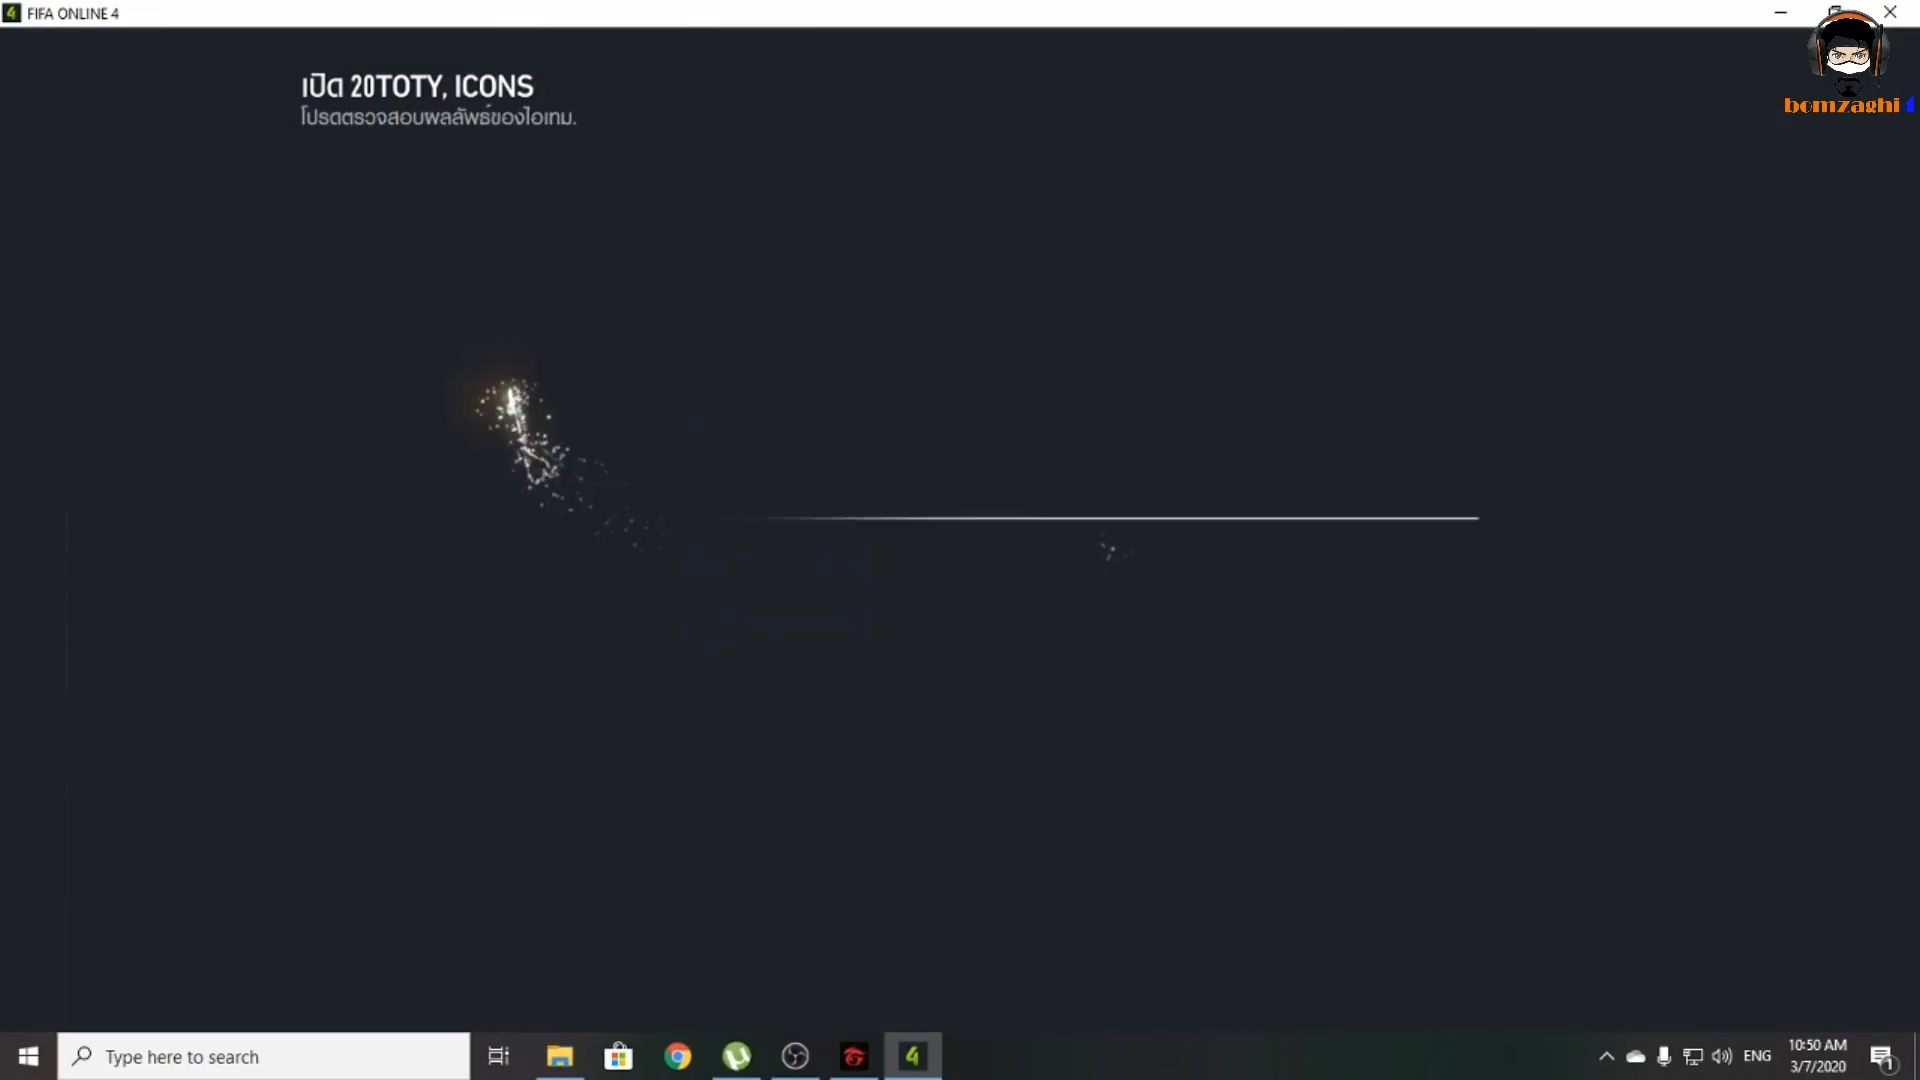 FIFA ONLINE 4
bomzaghi4
เปิด 20TOTY, ICONS
โปรดตรวจสอบผลลัพธ์ของไอเทม.
Type here to search
ENG
10:50 AM
3/7/2020
1